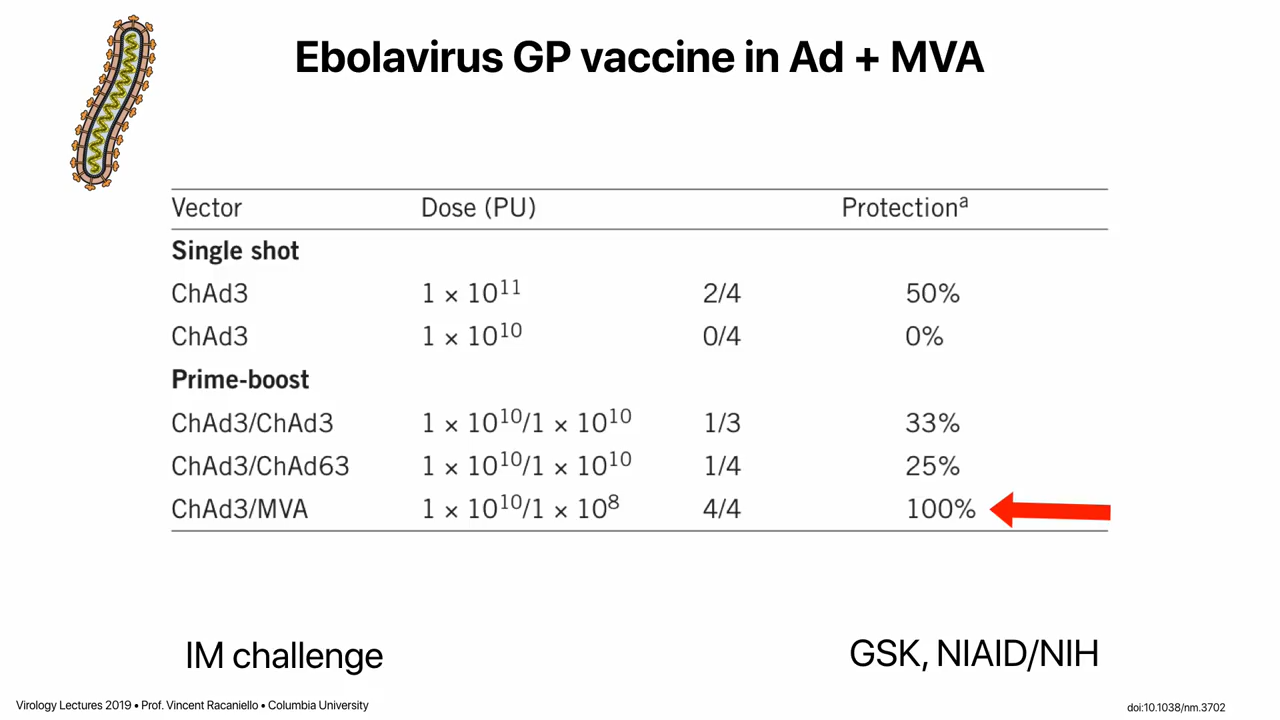 Ebolavirus GP vaccine in Ad + MVA
Vector Dose (PU) Protectionᵃ
Single shot
ChAd3 1 × 10¹¹ 2/4 50%
ChAd3 1 × 10¹⁰ 0/4 0%
Prime-boost
ChAd3/ChAd3 1 × 10¹⁰/1 × 10¹⁰ 1/3 33%
ChAd3/ChAd63 1 × 10¹⁰/1 × 10¹⁰ 1/4 25%
ChAd3/MVA 1 × 10¹⁰/1 × 10⁸ 4/4 100%
IM challenge GSK, NIAID/NIH
Virology Lectures 2019 • Prof. Vincent Racaniello • Columbia University doi:10.1038/nm.3702